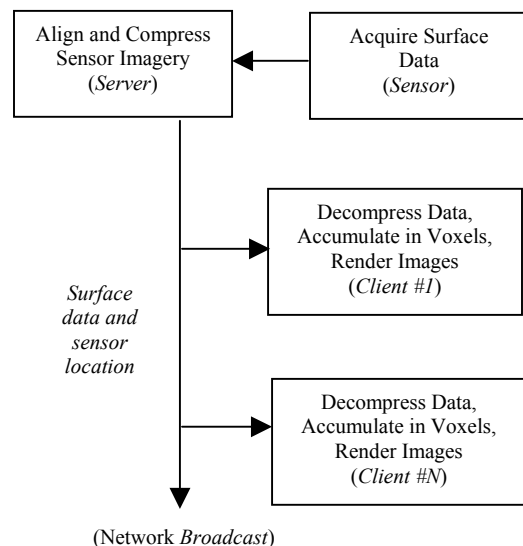 Align and Compress
Sensor Imagery
(Server)
Acquire Surface
Data
(Sensor)
Decompress Data,
Accumulate in Voxels,
Render Images
(Client #1)
Surface
data and
sensor
location
Decompress Data,
Accumulate in Voxels,
Render Images
(Client #N)
(Network Broadcast)